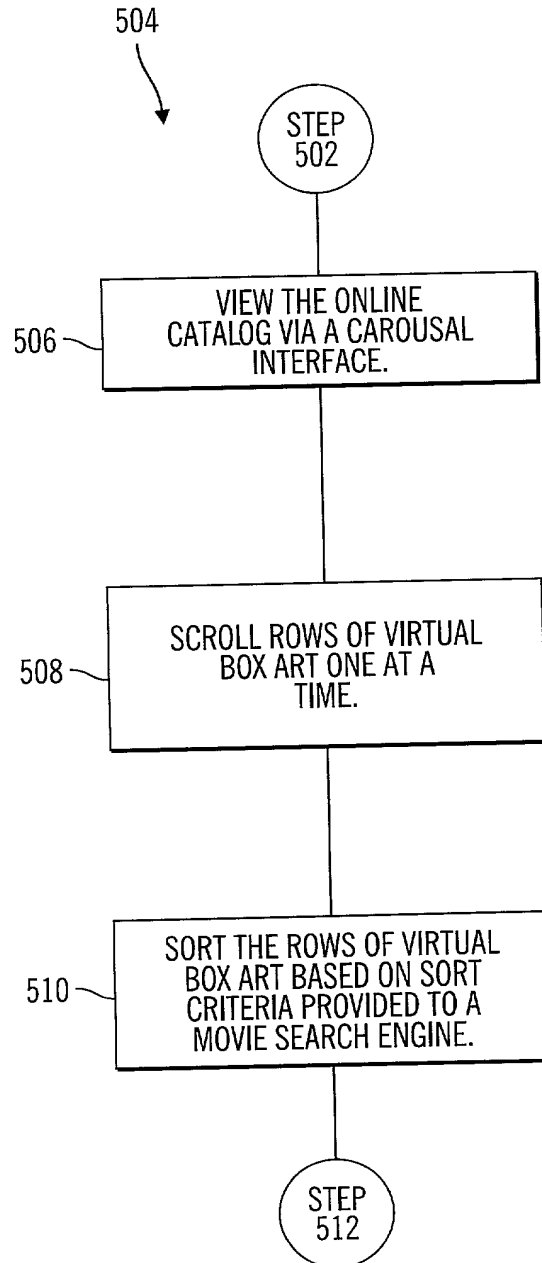 504
STEP
502
VIEW THE ONLINE
CATALOG VIA A CAROUSAL
INTERFACE.
506
SCROLL ROWS OF VIRTUAL
BOX ART ONE AT A
TIME.
508
SORT THE ROWS OF VIRTUAL
BOX ART BASED ON SORT
CRITERIA PROVIDED TO A
MOVIE SEARCH ENGINE.
510
STEP
512